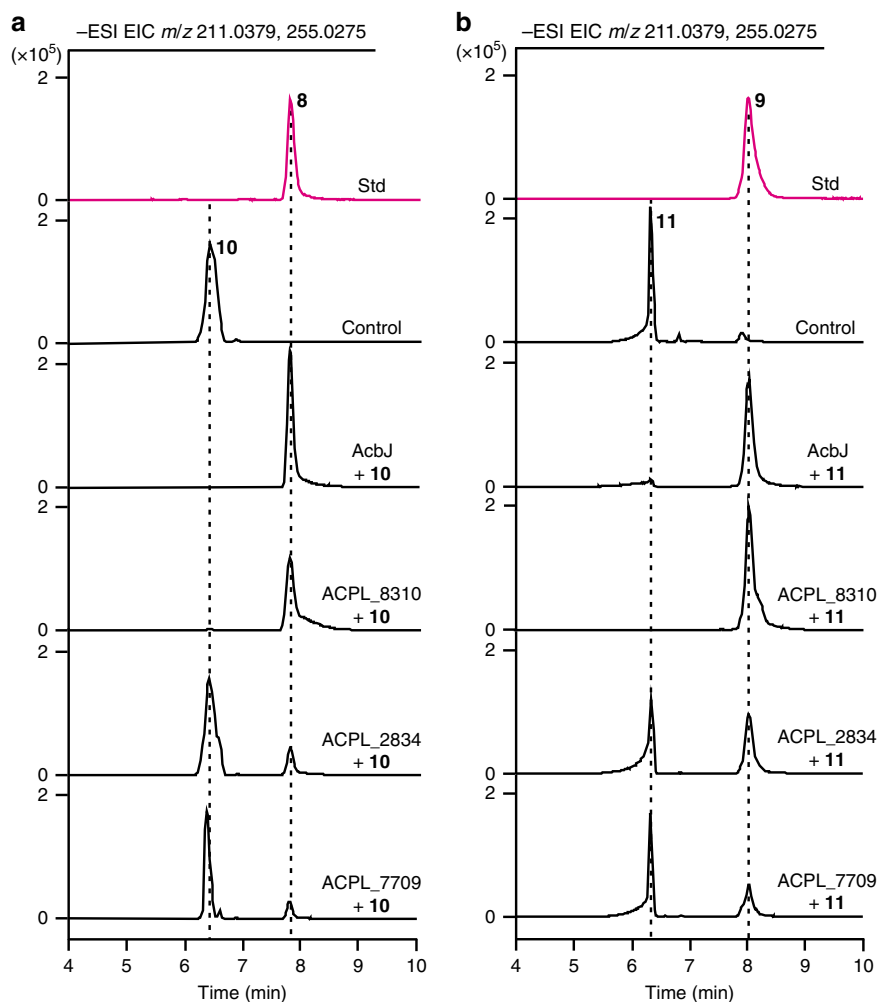 a
–ESI EIC m/z 211.0379, 255.0275
(×10⁵)
2
8
Std
0
2
10
Control
0
2
AcbJ
+ 10
0
2
ACPL_8310
+ 10
0
2
ACPL_2834
+ 10
0
2
ACPL_7709
+ 10
0
4 5 6 7 8 9 10
Time (min)
b
–ESI EIC m/z 211.0379, 255.0275
(×10⁵)
2
9
Std
0
2
11
Control
0
2
AcbJ
+ 11
0
2
ACPL_8310
+ 11
0
2
ACPL_2834
+ 11
0
2
ACPL_7709
+ 11
0
4 5 6 7 8 9 10
Time (min)